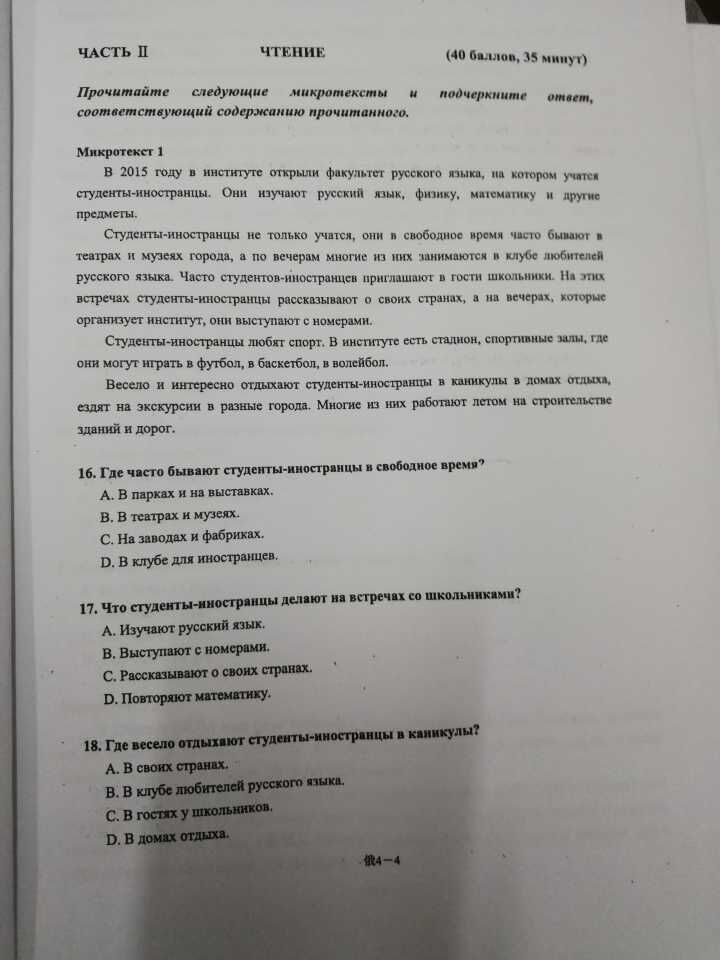 ЧАСТЬ Ⅱ ЧТЕНИЕ (40 баллов, 35 минут)
Прочитайте следующие микротексты и подчеркните ответ,
соответствующий содержанию прочитанного.
Микротекст 1
В 2015 году в институте открыли факультет русского языка, на котором учатся
студенты-иностранцы. Они изучают русский язык, физику, математику и другие
предметы.
Студенты-иностранцы не только учатся, они в свободное время часто бывают в
театрах и музеях города, а по вечерам многие из них занимаются в клубе любителей
русского языка. Часто студентов-иностранцев приглашают в гости школьники. На этих
встречах студенты-иностранцы рассказывают о своих странах, а на вечерах, которые
организует институт, они выступают с номерами.
Студенты-иностранцы любят спорт. В институте есть стадион, спортивные залы, где
они могут играть в футбол, в баскетбол, в волейбол.
Весело и интересно отдыхают студенты-иностранцы в каникулы в домах отдыха,
ездят на экскурсии в разные города. Многие из них работают летом на строительстве
зданий и дорог.
16. Где часто бывают студенты-иностранцы в свободное время?
A. В парках и на выставках.
B. В театрах и музеях.
C. На заводах и фабриках.
D. В клубе для иностранцев.
17. Что студенты-иностранцы делают на встречах со школьниками?
A. Изучают русский язык.
B. Выступают с номерами.
C. Рассказывают о своих странах.
D. Повторяют математику.
18. Где весело отдыхают студенты-иностранцы в каникулы?
A. В своих странах.
B. В клубе любителей русского языка.
C. В гостях у школьников.
D. В домах отдыха.
俄4－4